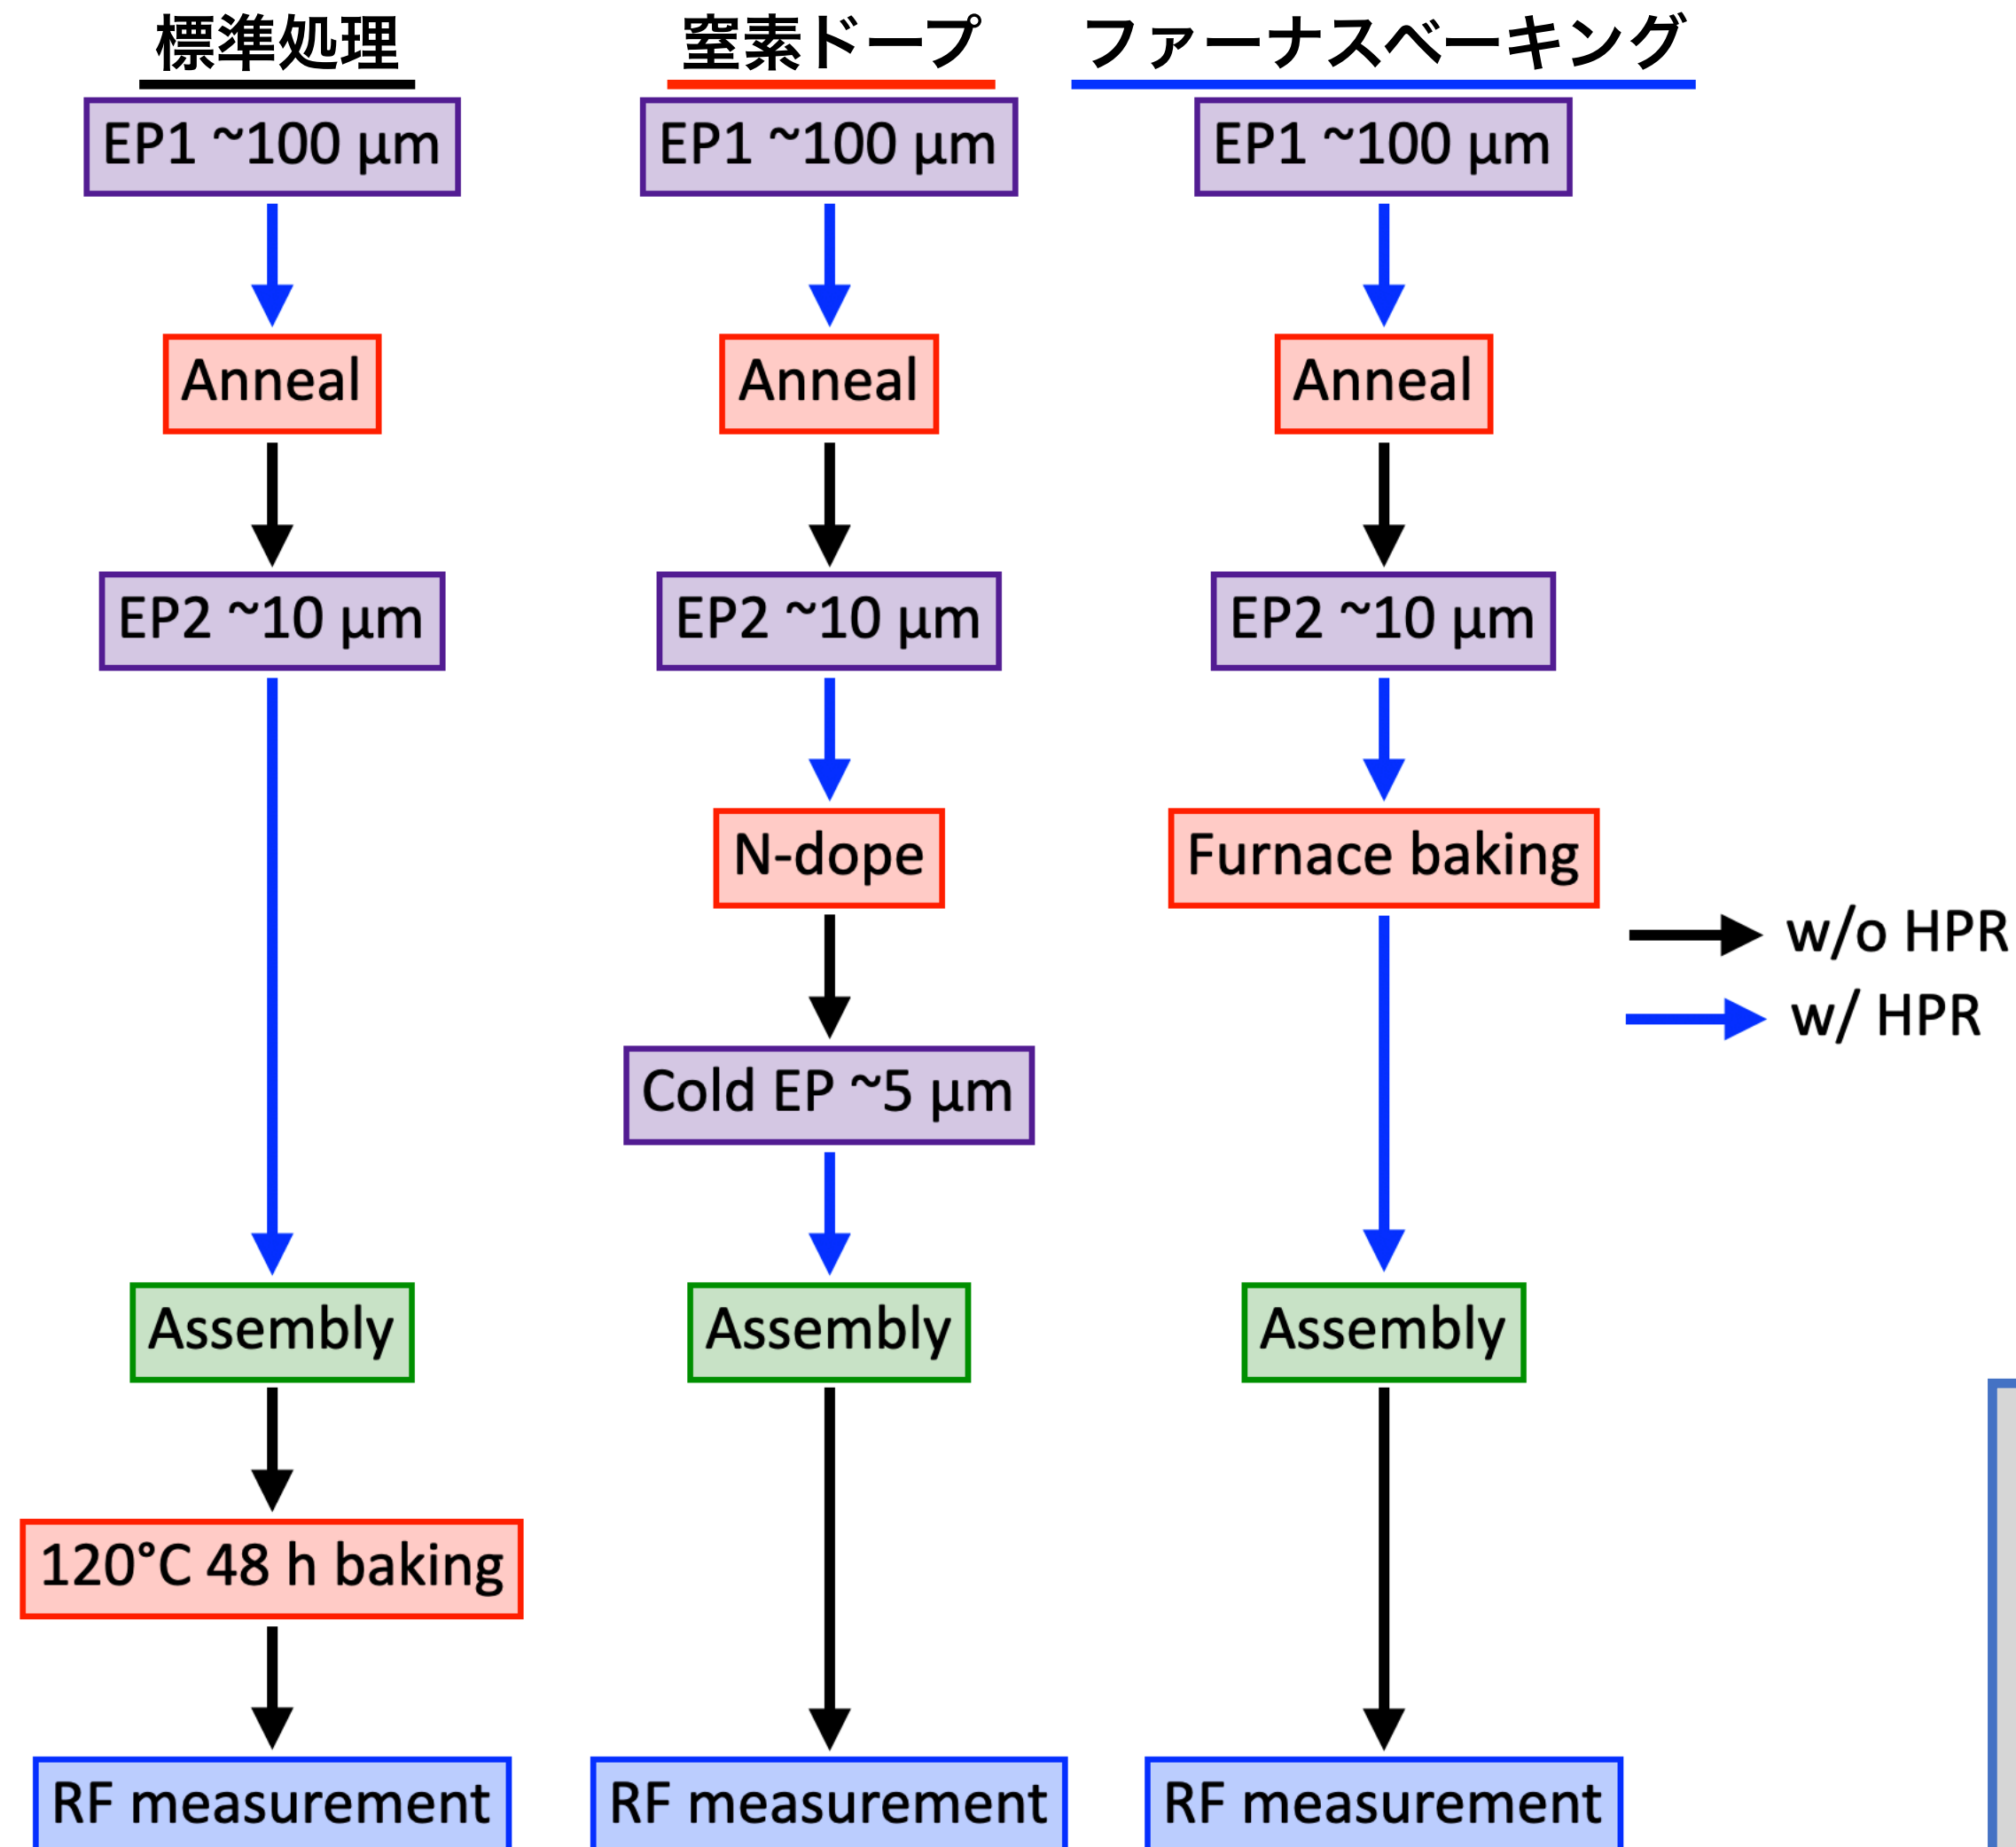 標準処理
窒素ドープ
ファーナスベーキング
EP1 ~100 μm
EP1 ~100 μm
EP1 ~100 μm
Anneal
Anneal
Anneal
EP2 ~10 μm
EP2 ~10 μm
EP2 ~10 μm
N-dope
Furnace baking
w/o HPR
w/ HPR
Cold EP ~5 μm
Assembly
Assembly
Assembly
120°C 48 h baking
RF measurement
RF measurement
RF measurement